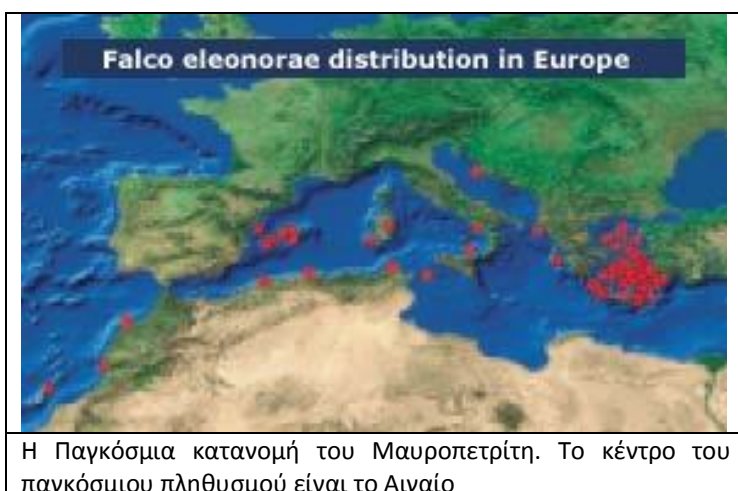 Falco eleonorae distribution in Europe
Η Παγκόσμια κατανομή του Μαυροπετρίτη. Το κέντρο του
παγκόσμιου πληθυσμού είναι το Αιγαίο